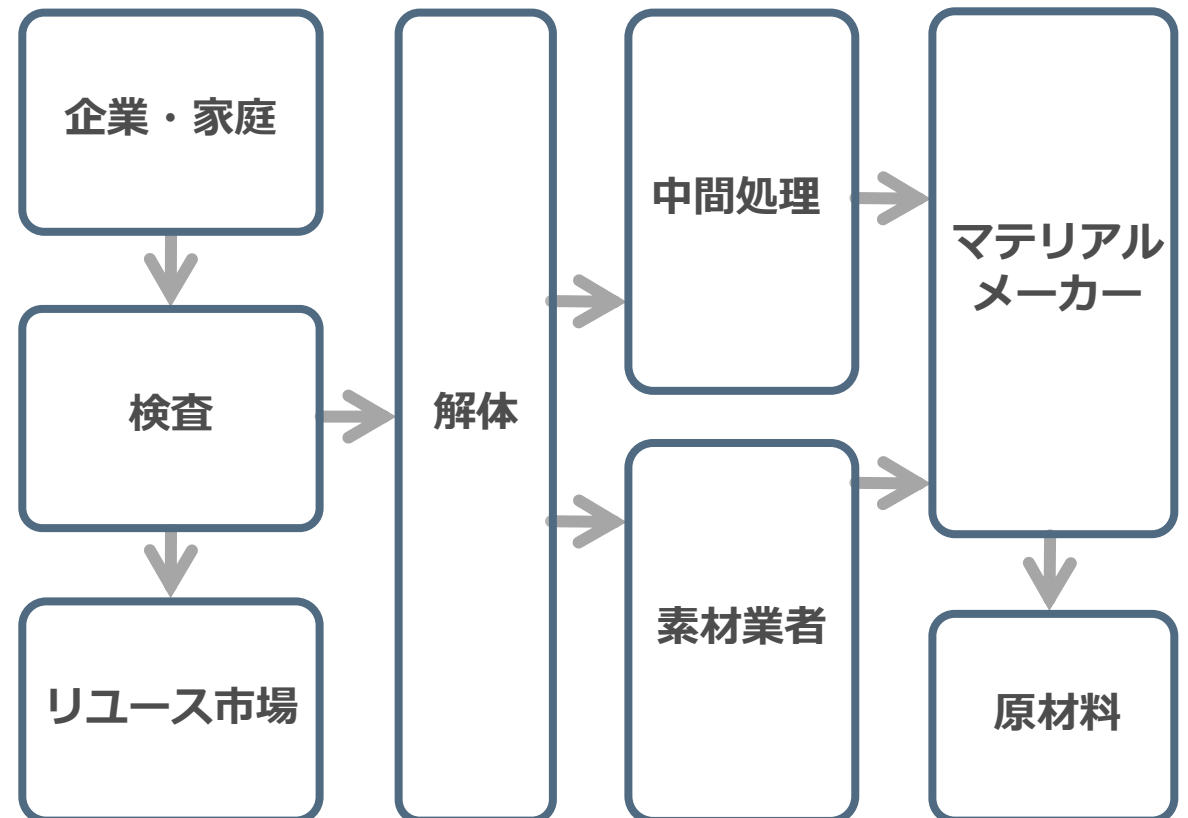 企業・家庭
検査
リユース市場
解体
中間処理
素材業者
マテリアル
メーカー
原材料